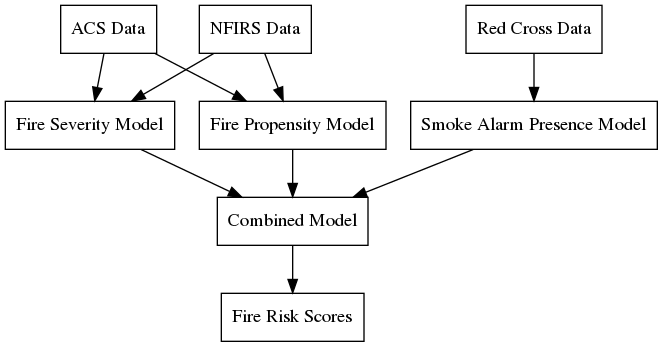 ACS Data
NFIRS Data
Red Cross Data
Fire Severity Model
Fire Propensity Model
Smoke Alarm Presence Model
Combined Model
Fire Risk Scores